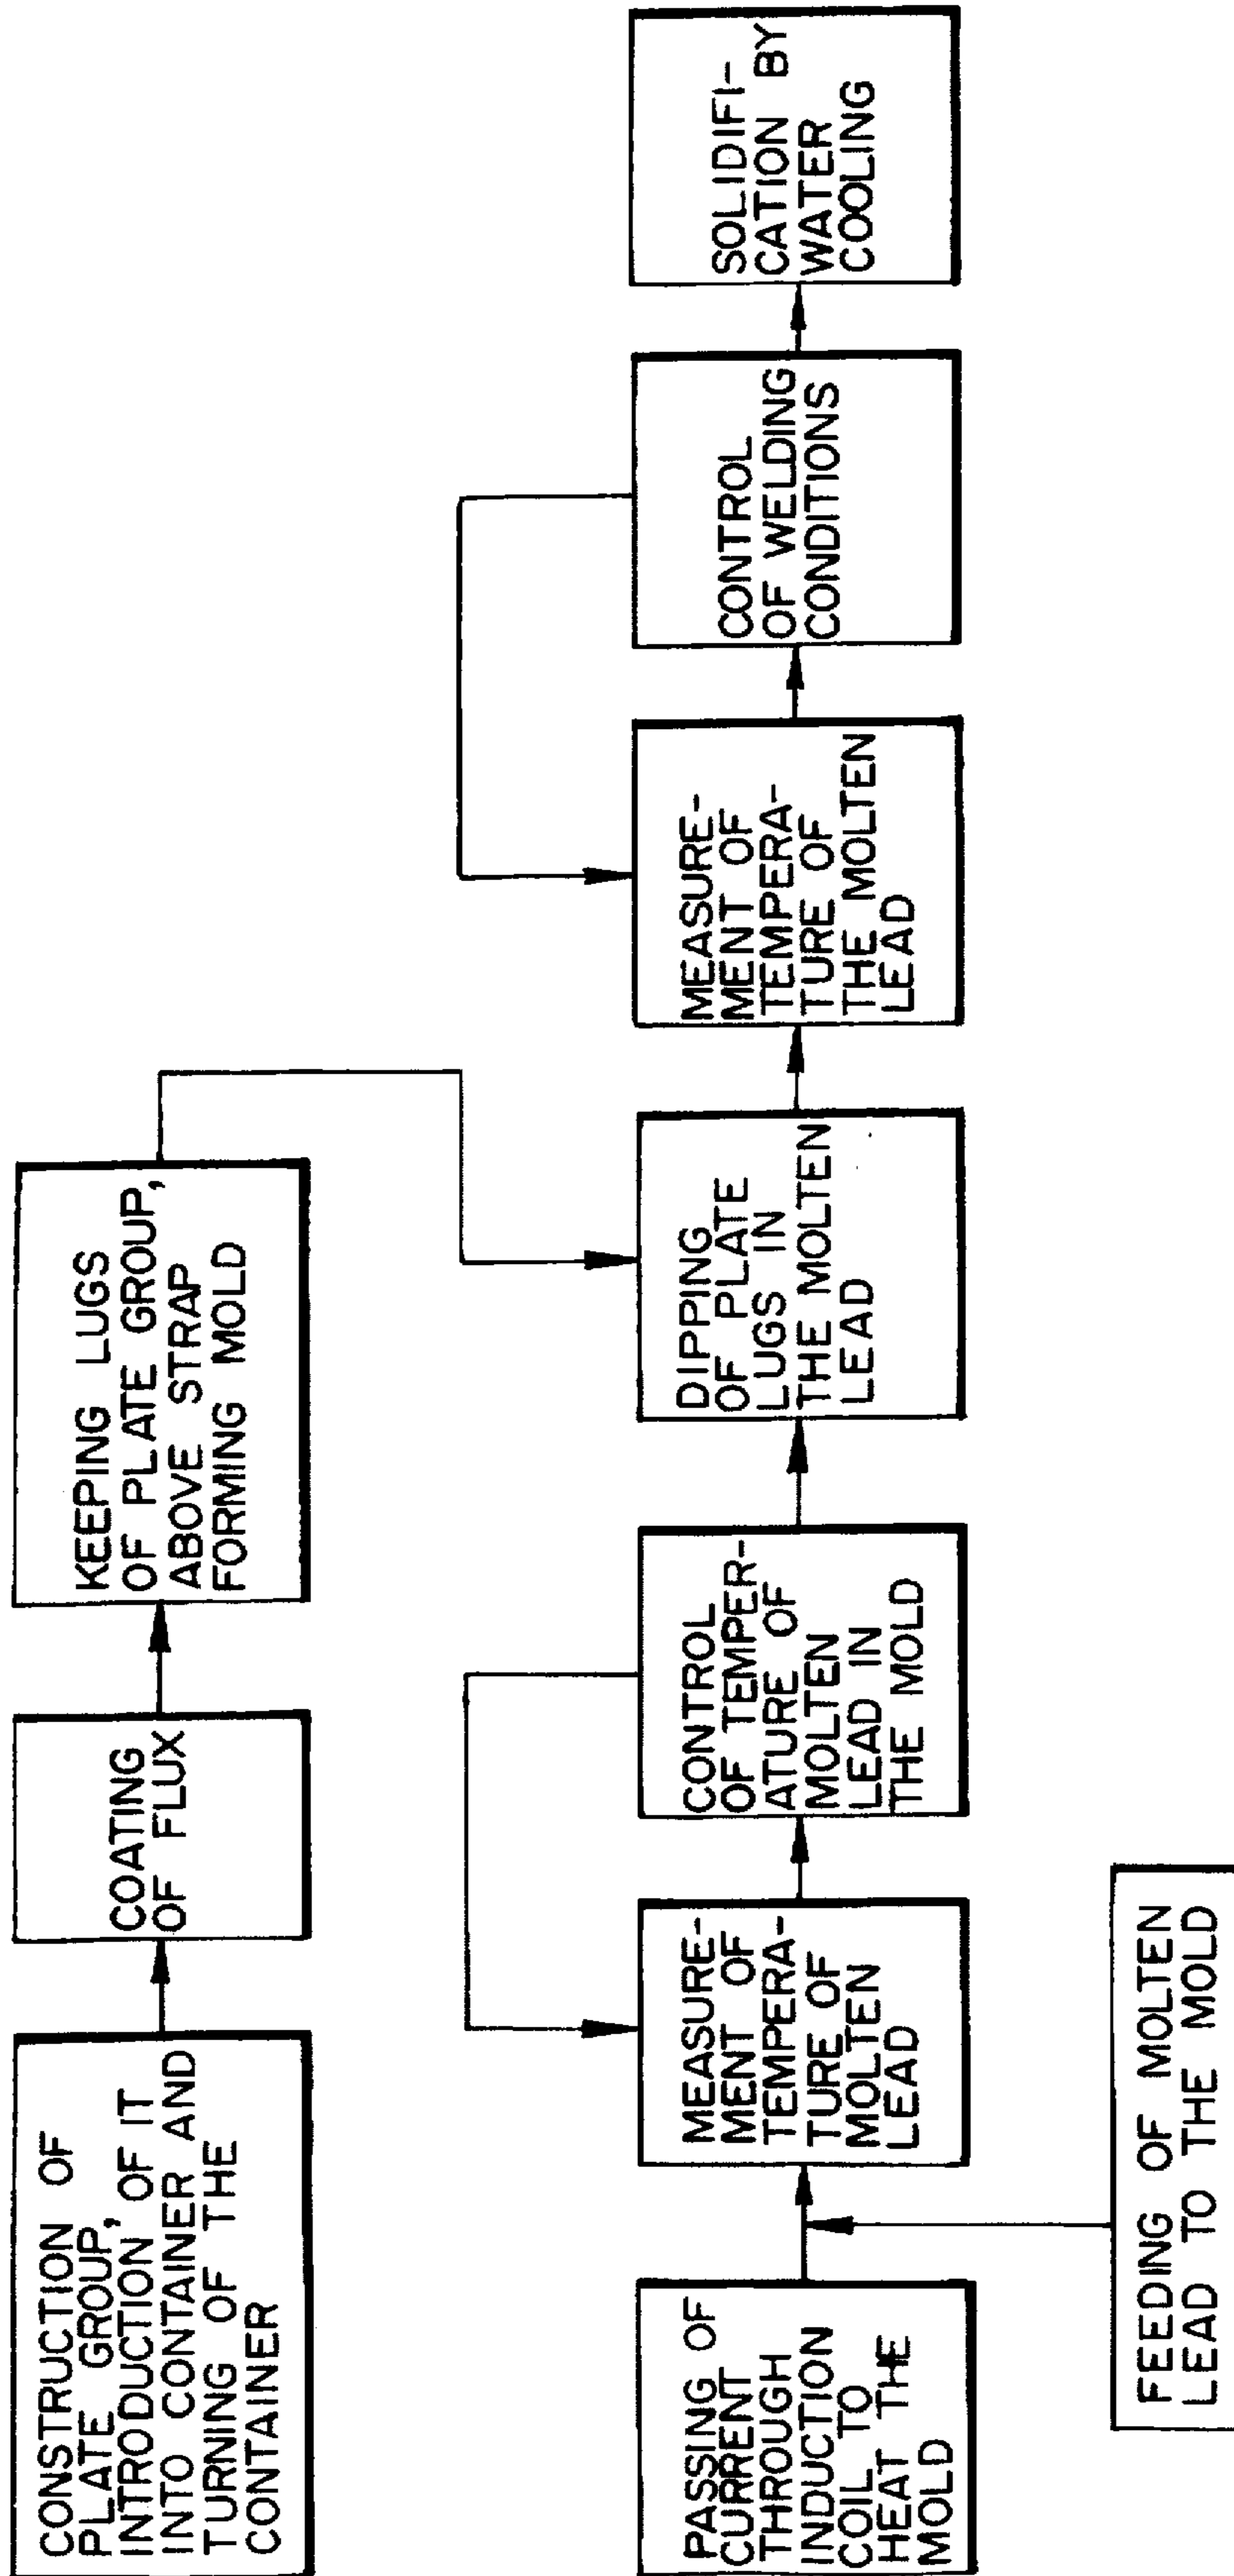 CONSTRUCTION OF
PLATE GROUP,
INTRODUCTION OF IT
INTO CONTAINER AND
TURNING OF THE
CONTAINER
COATING
OF FLUX
KEEPING LUGS
OF PLATE GROUP,
ABOVE STRAP
FORMING MOLD
PASSING OF
CURRENT
THROUGH
INDUCTION
COIL TO
HEAT THE
MOLD
FEEDING OF MOLTEN
LEAD TO THE MOLD
MEASURE-
MENT OF
TEMPERA-
TURE OF
MOLTEN
LEAD
CONTROL
OF TEMPER-
ATURE OF
MOLTEN
LEAD IN
THE MOLD
DIPPING
OF PLATE
LUGS IN
THE MOLTEN
LEAD
MEASURE-
MENT OF
TEMPERA-
TURE OF
THE MOLTEN
LEAD
CONTROL
OF WELDING
CONDITIONS
SOLIDIFI-
CATION BY
WATER
COOLING